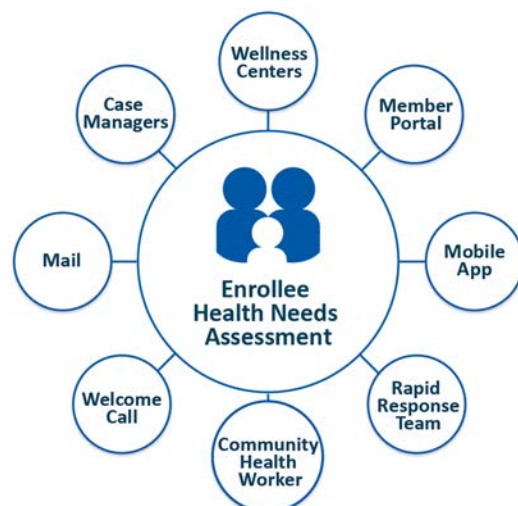 Wellness
Centers
Member
Portal
Mobile
App
Rapid
Response
Team
Community
Health
Worker
Welcome
Call
Mail
Case
Managers
Enrollee
Health Needs
Assessment